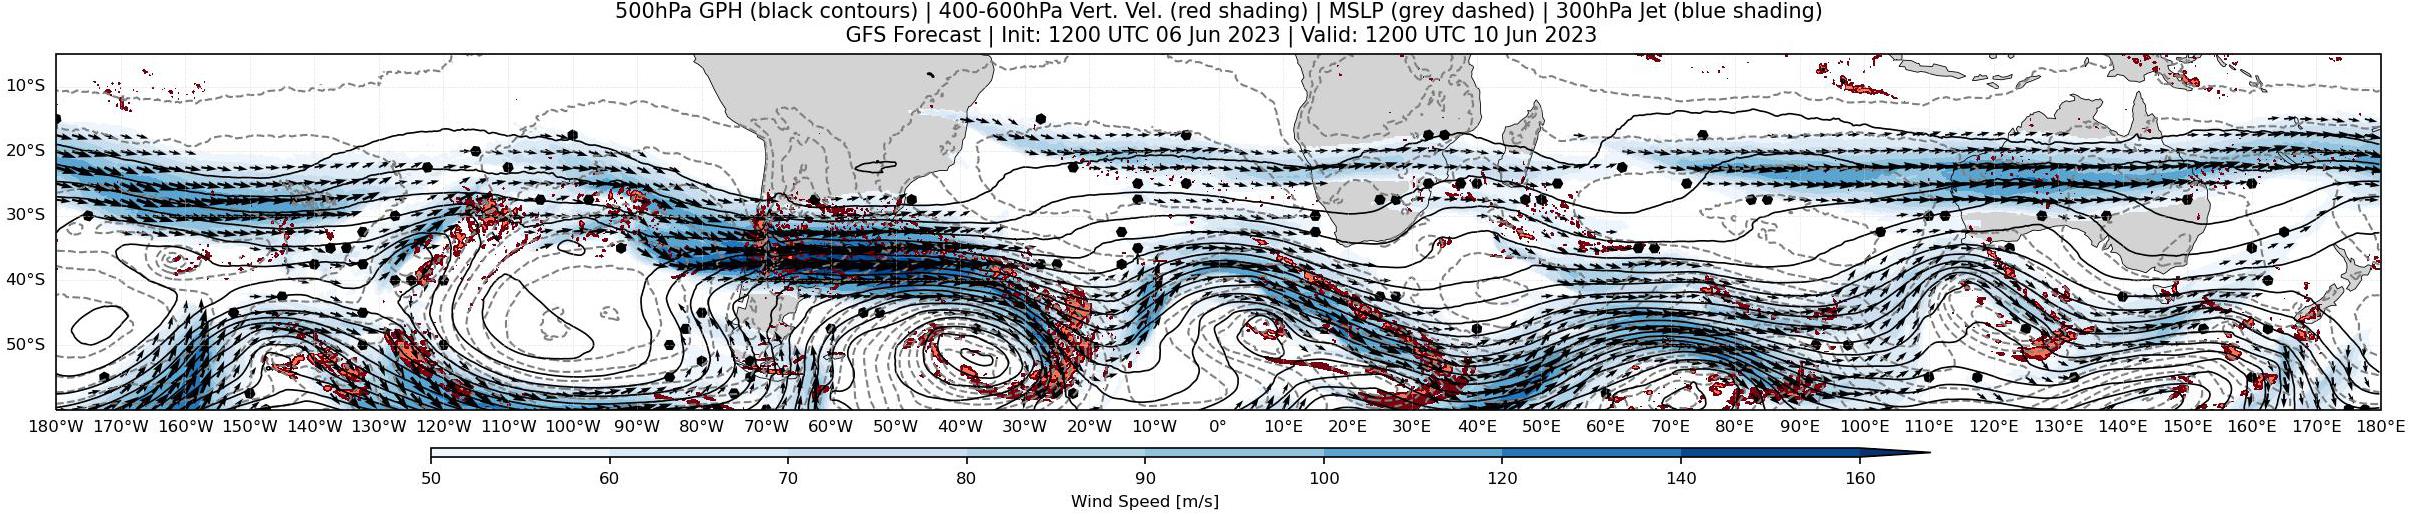 500hPa GPH (black contours) | 400-600hPa Vert. Vel. (red shading) | MSLP (grey dashed) | 300hPa Jet (blue shading)
GFS Forecast | Init: 1200 UTC 06 Jun 2023 | Valid: 1200 UTC 10 Jun 2023
10°S
20°S
30°S
40°S
50°S
180°W 170°W 160°W 150°W 140°W 130°W 120°W 110°W 100°W 90°W 80°W 70°W 60°W 50°W 40°W 30°W 20°W 10°W 0° 10°E 20°E 30°E 40°E 50°E 60°E 70°E 80°E 90°E 100°E 110°E 120°E 130°E 140°E 150°E 160°E 170°E 180°E
50 60 70 80 90 100 120 140 160
Wind Speed [m/s]